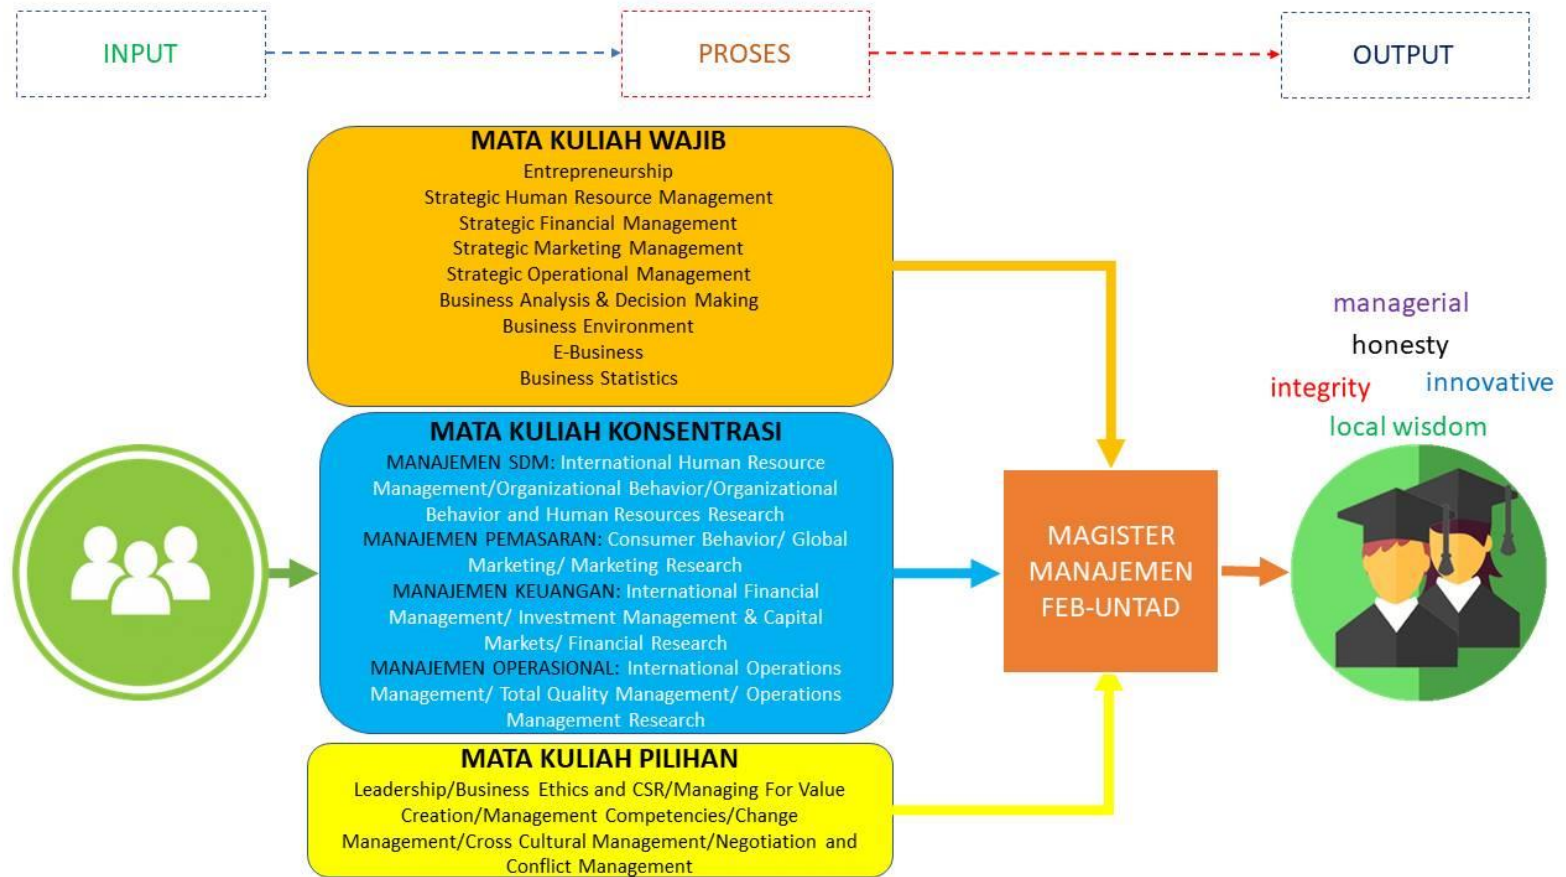 INPUT
PROSES
OUTPUT
MATA KULIAH WAJIB
Entrepreneurship
Strategic Human Resource Management
Strategic Financial Management
Strategic Marketing Management
Strategic Operational Management
Business Analysis & Decision Making
Business Environment
E-Business
Business Statistics
MATA KULIAH KONSENTRASI
MANAJEMEN SDM: International Human Resource
Management/Organizational Behavior/Organizational
Behavior and Human Resources Research
MANAJEMEN PEMASARAN: Consumer Behavior/ Global
Marketing/ Marketing Research
MANAJEMEN KEUANGAN: International Financial
Management/ Investment Management & Capital
Markets/ Financial Research
MANAJEMEN OPERASIONAL: International Operations
Management/ Total Quality Management/ Operations
Management Research
MATA KULIAH PILIHAN
Leadership/Business Ethics and CSR/Managing For Value
Creation/Management Competencies/Change
Management/Cross Cultural Management/Negotiation and
Conflict Management
MAGISTER
MANAJEMEN
FEB-UNTAD
managerial
honesty
integrity
innovative
local wisdom